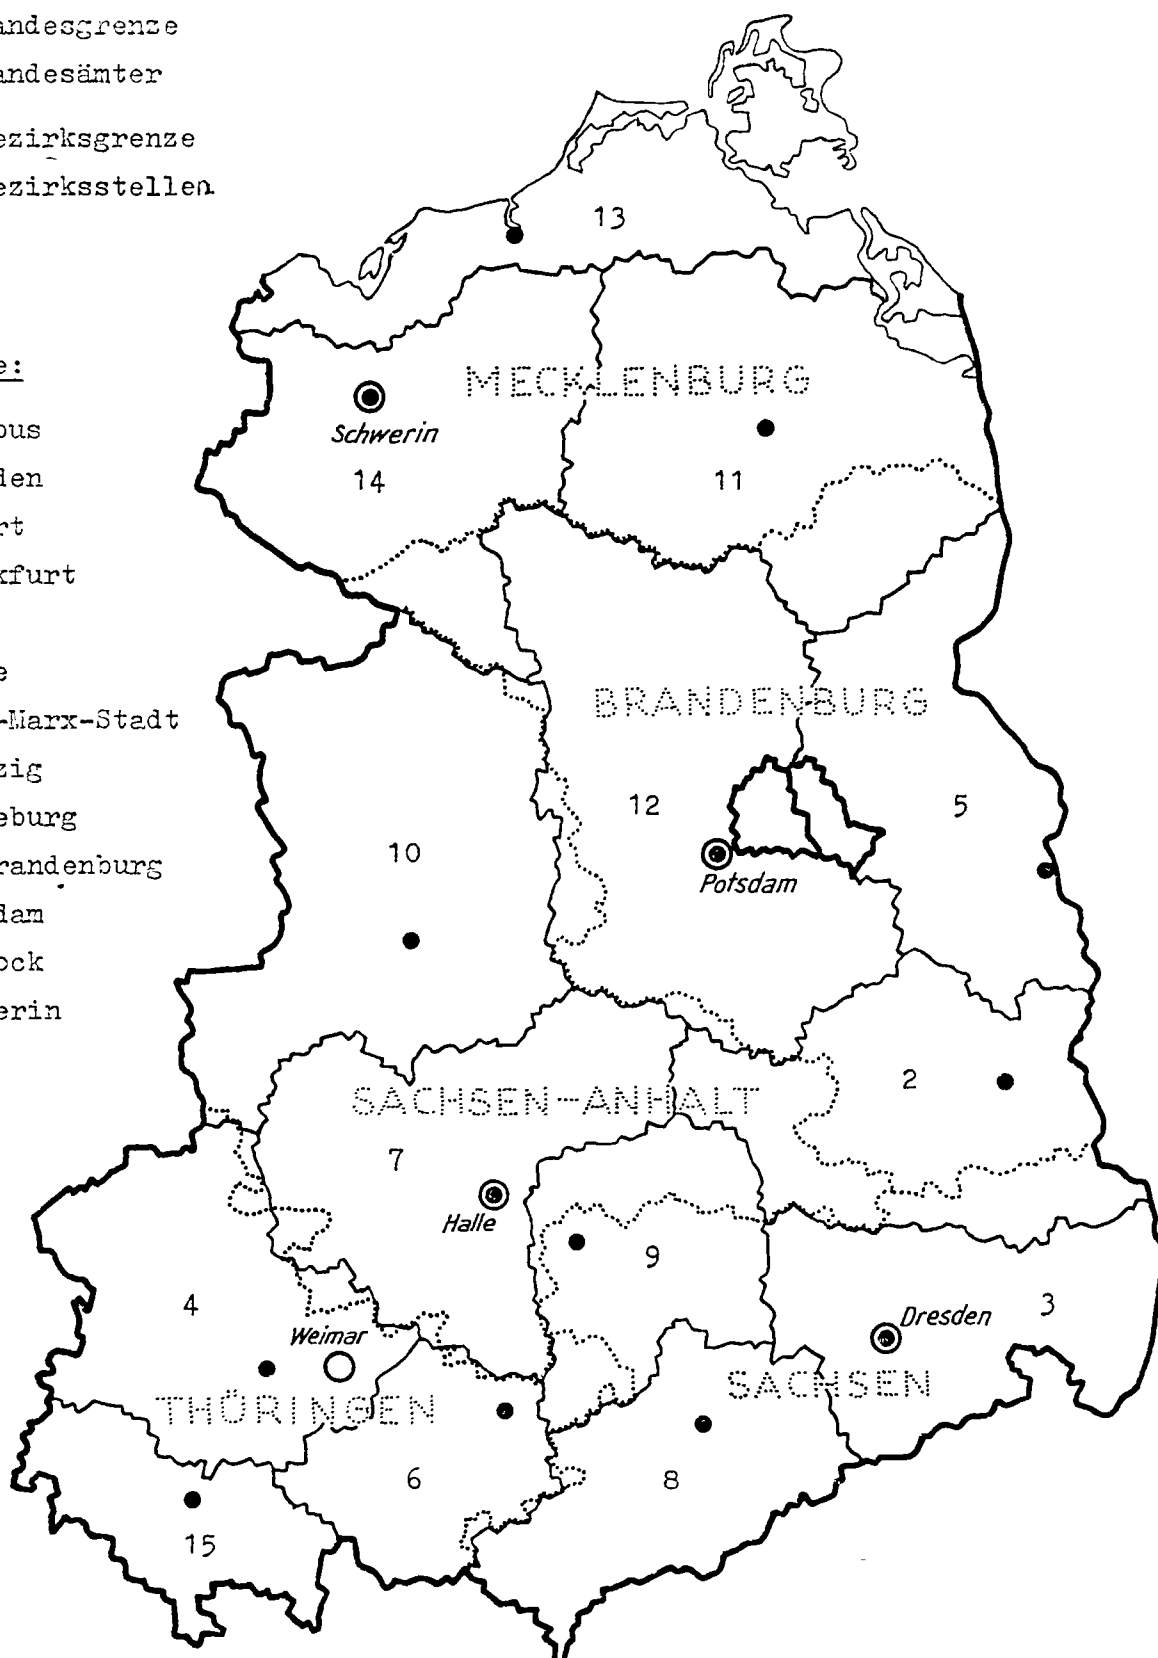 andesgrenze
andesämter
ezirksgrenze
ezirksstellen
e:
bus
den
rt
kfurt
e
-Marx-Stadt
zig
eburg
randenburg
dam
ock
erin
13
MECKLENBURG
Schwerin
14
11
BRANDENBURG
12
5
10
Potsdam
2
SACHSEN-ANHALT
7
Halle
9
4
3
Weimar
Dresden
THÜRINGEN
SACHSEN
6
8
15